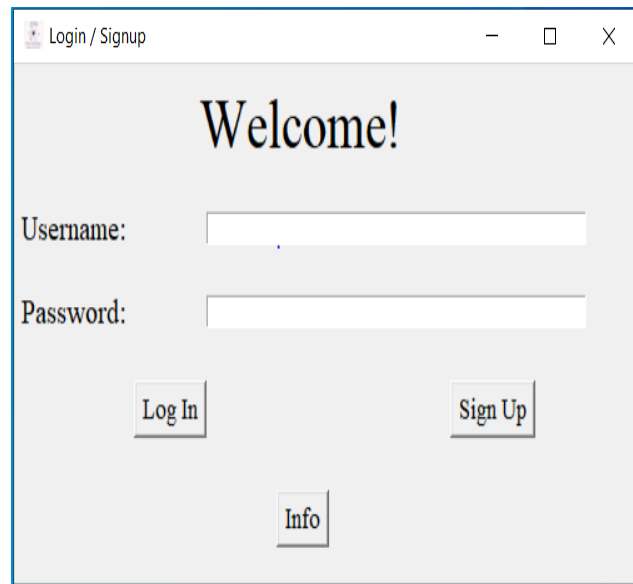 Login / Signup
Welcome!
Username:
Password:
Log In Sign Up
Info